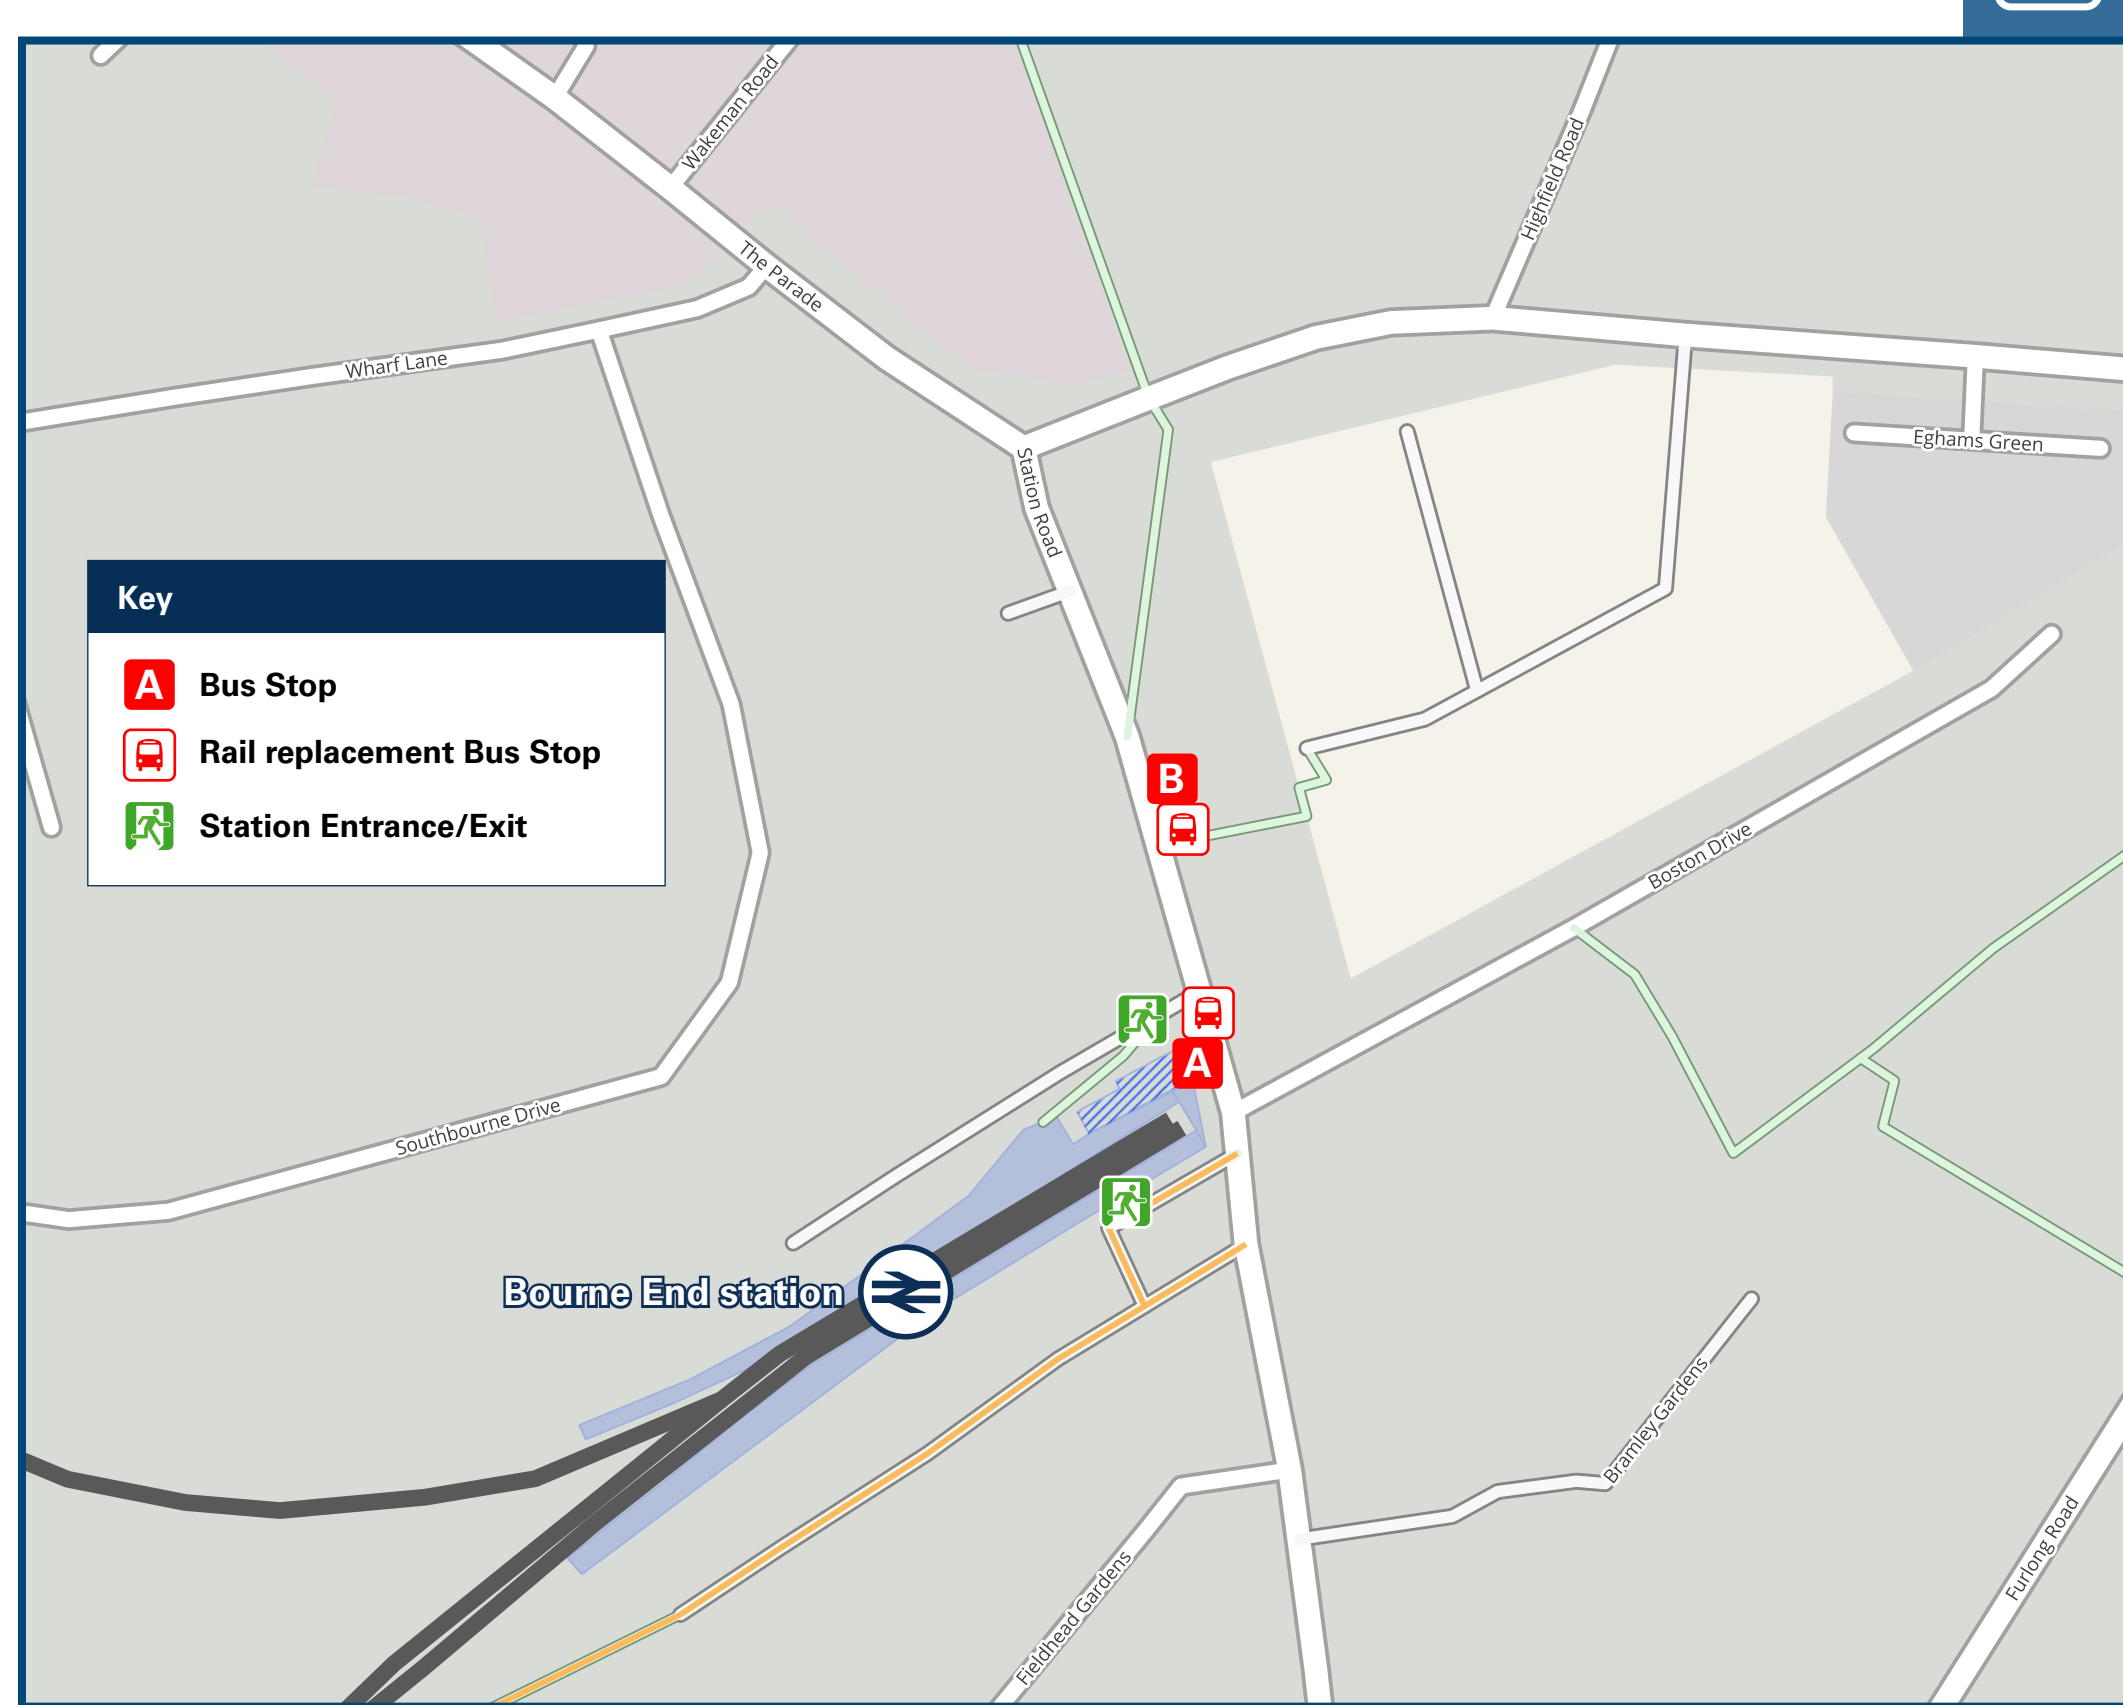 Wakeman Road
Highfield Road
The Parade
Wharf Lane
Eghams Green
Station Road
Key
A Bus Stop
Rail replacement Bus Stop
Station Entrance/Exit
B
Boston Drive
A
Southbourne Drive
Bourne End station
Bramley Gardens
Furlong Road
Fieldhead Gardens